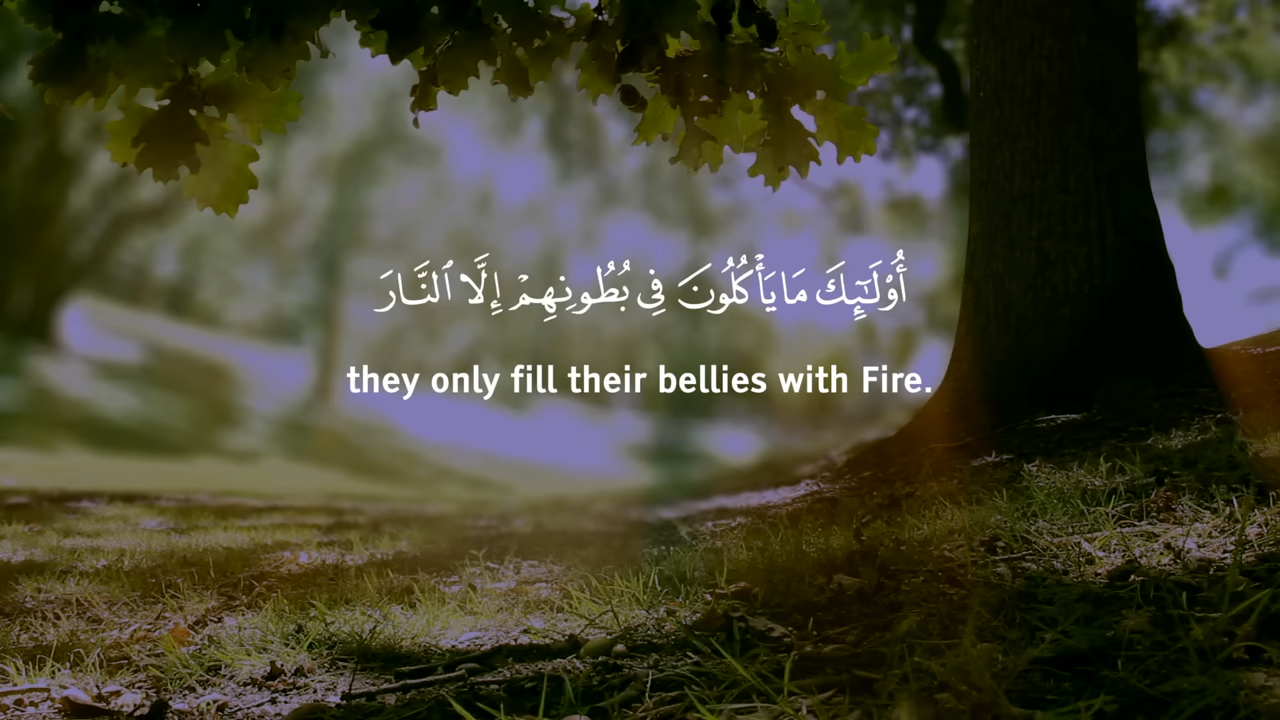 أُو۟لَـٰٓئِكَ مَا يَأْكُلُونَ فِى بُطُونِهِمْ إِلَّا ٱلنَّارَ
they only fill their bellies with Fire.